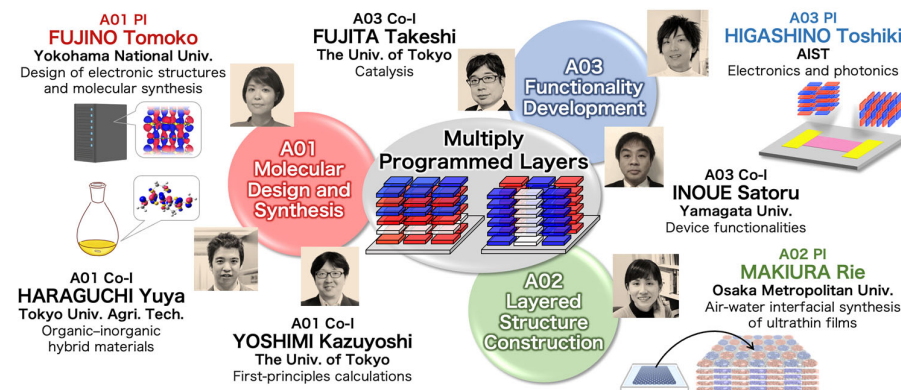 A01 PI
FUJINO Tomoko
Yokohama National Univ.
Design of electronic structures
and molecular synthesis
A03 Co-I
FUJITA Takeshi
The Univ. of Tokyo
Catalysis
A03 PI
HIGASHINO Toshiki
AIST
Electronics and photonics
A03
Functionality
Development
A01
Molecular
Design and
Synthesis
Multiply
Programmed Layers
A03 Co-I
INOUE Satoru
Yamagata Univ.
Device functionalities
A02
Layered
Structure
Construction
A02 PI
MAKIURA Rie
Osaka Metropolitan Univ.
Air-water interfacial synthesis
of ultrathin films
A01 Co-I
HARAGUCHI Yuya
Tokyo Univ. Agri. Tech.
Organic–inorganic
hybrid materials
A01 Co-I
YOSHIMI Kazuyoshi
The Univ. of Tokyo
First-principles calculations